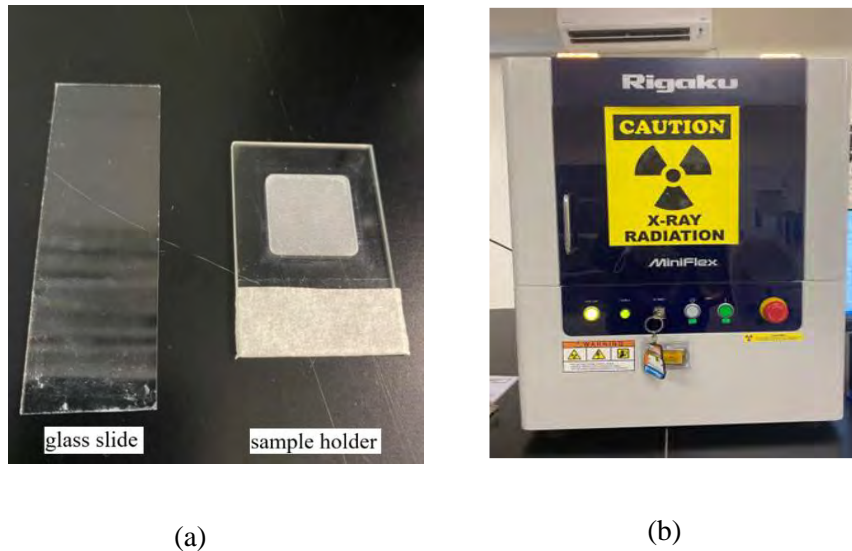 glass slide
sample holder
Rigaku
CAUTION
X-RAY
RADIATION
MiniFlex
WARNING
(a)
(b)